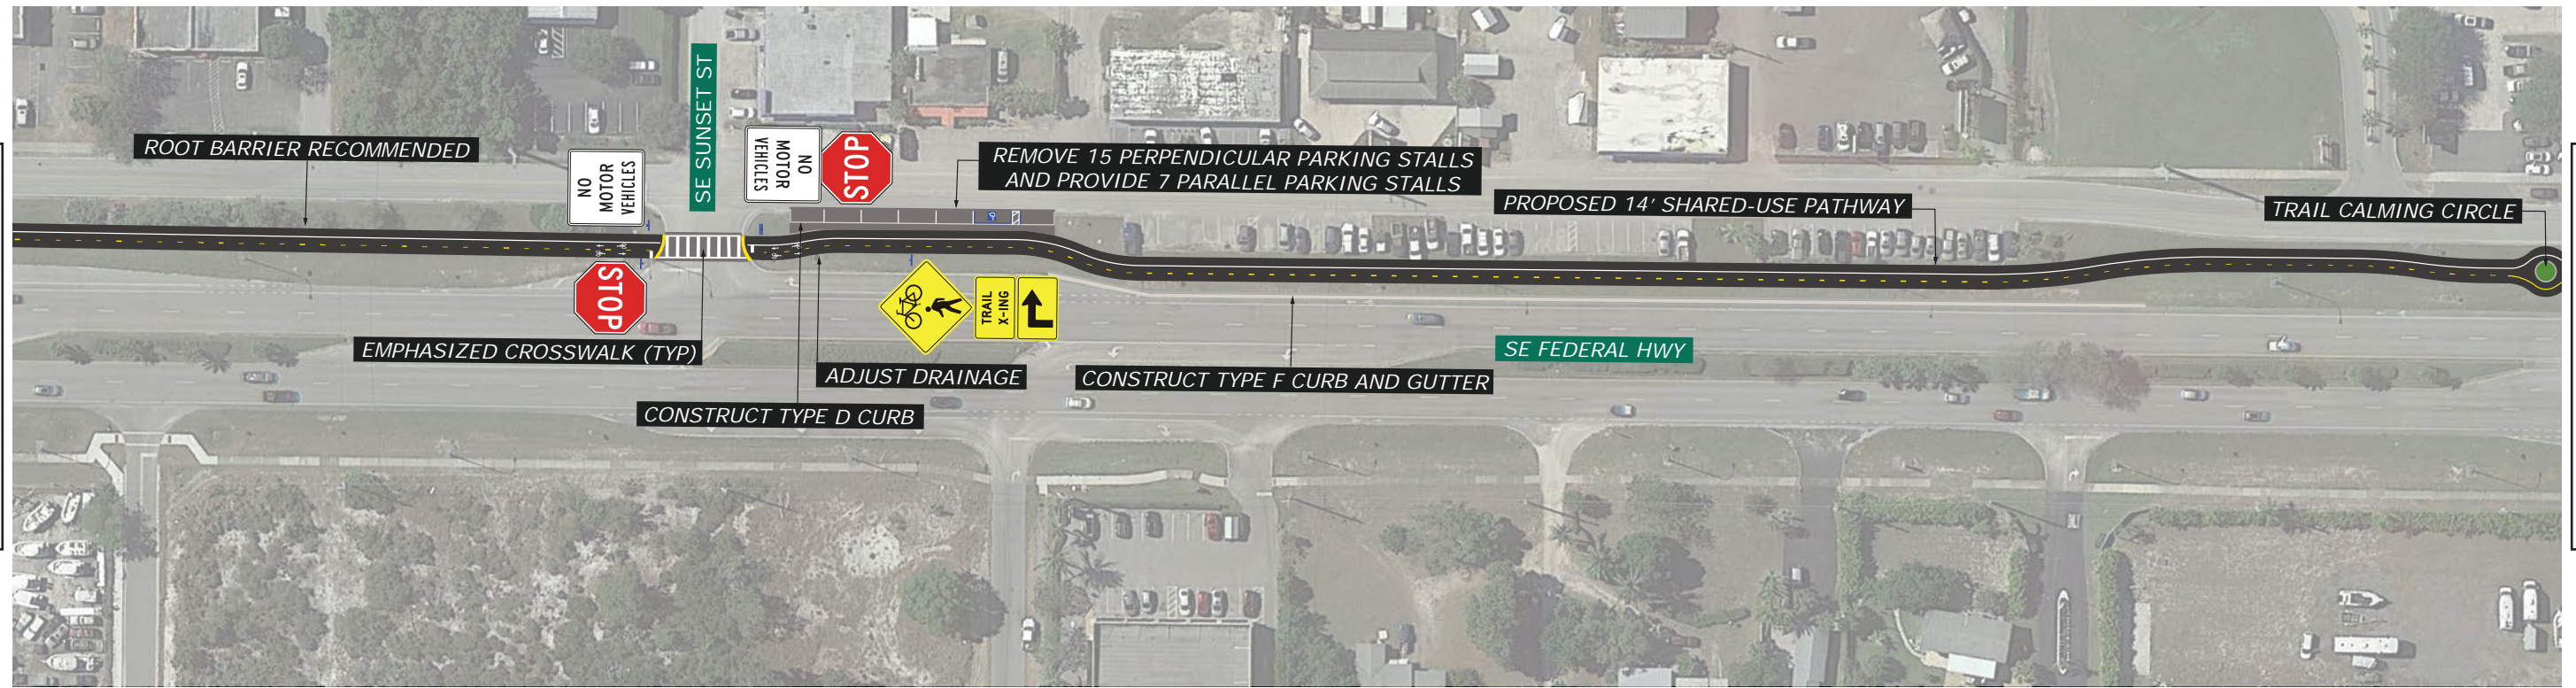 ROOT BARRIER RECOMMENDED
NO
MOTOR
VEHICLES
SE SUNSET ST
NO
MOTOR
VEHICLES
STOP
REMOVE 15 PERPENDICULAR PARKING STALLS
AND PROVIDE 7 PARALLEL PARKING STALLS
PROPOSED 14' SHARED-USE PATHWAY
TRAIL CALMING CIRCLE
STOP
TRAIL
X-ING
EMPHASIZED CROSSWALK (TYP)
SE FEDERAL HWY
ADJUST DRAINAGE
CONSTRUCT TYPE F CURB AND GUTTER
CONSTRUCT TYPE D CURB